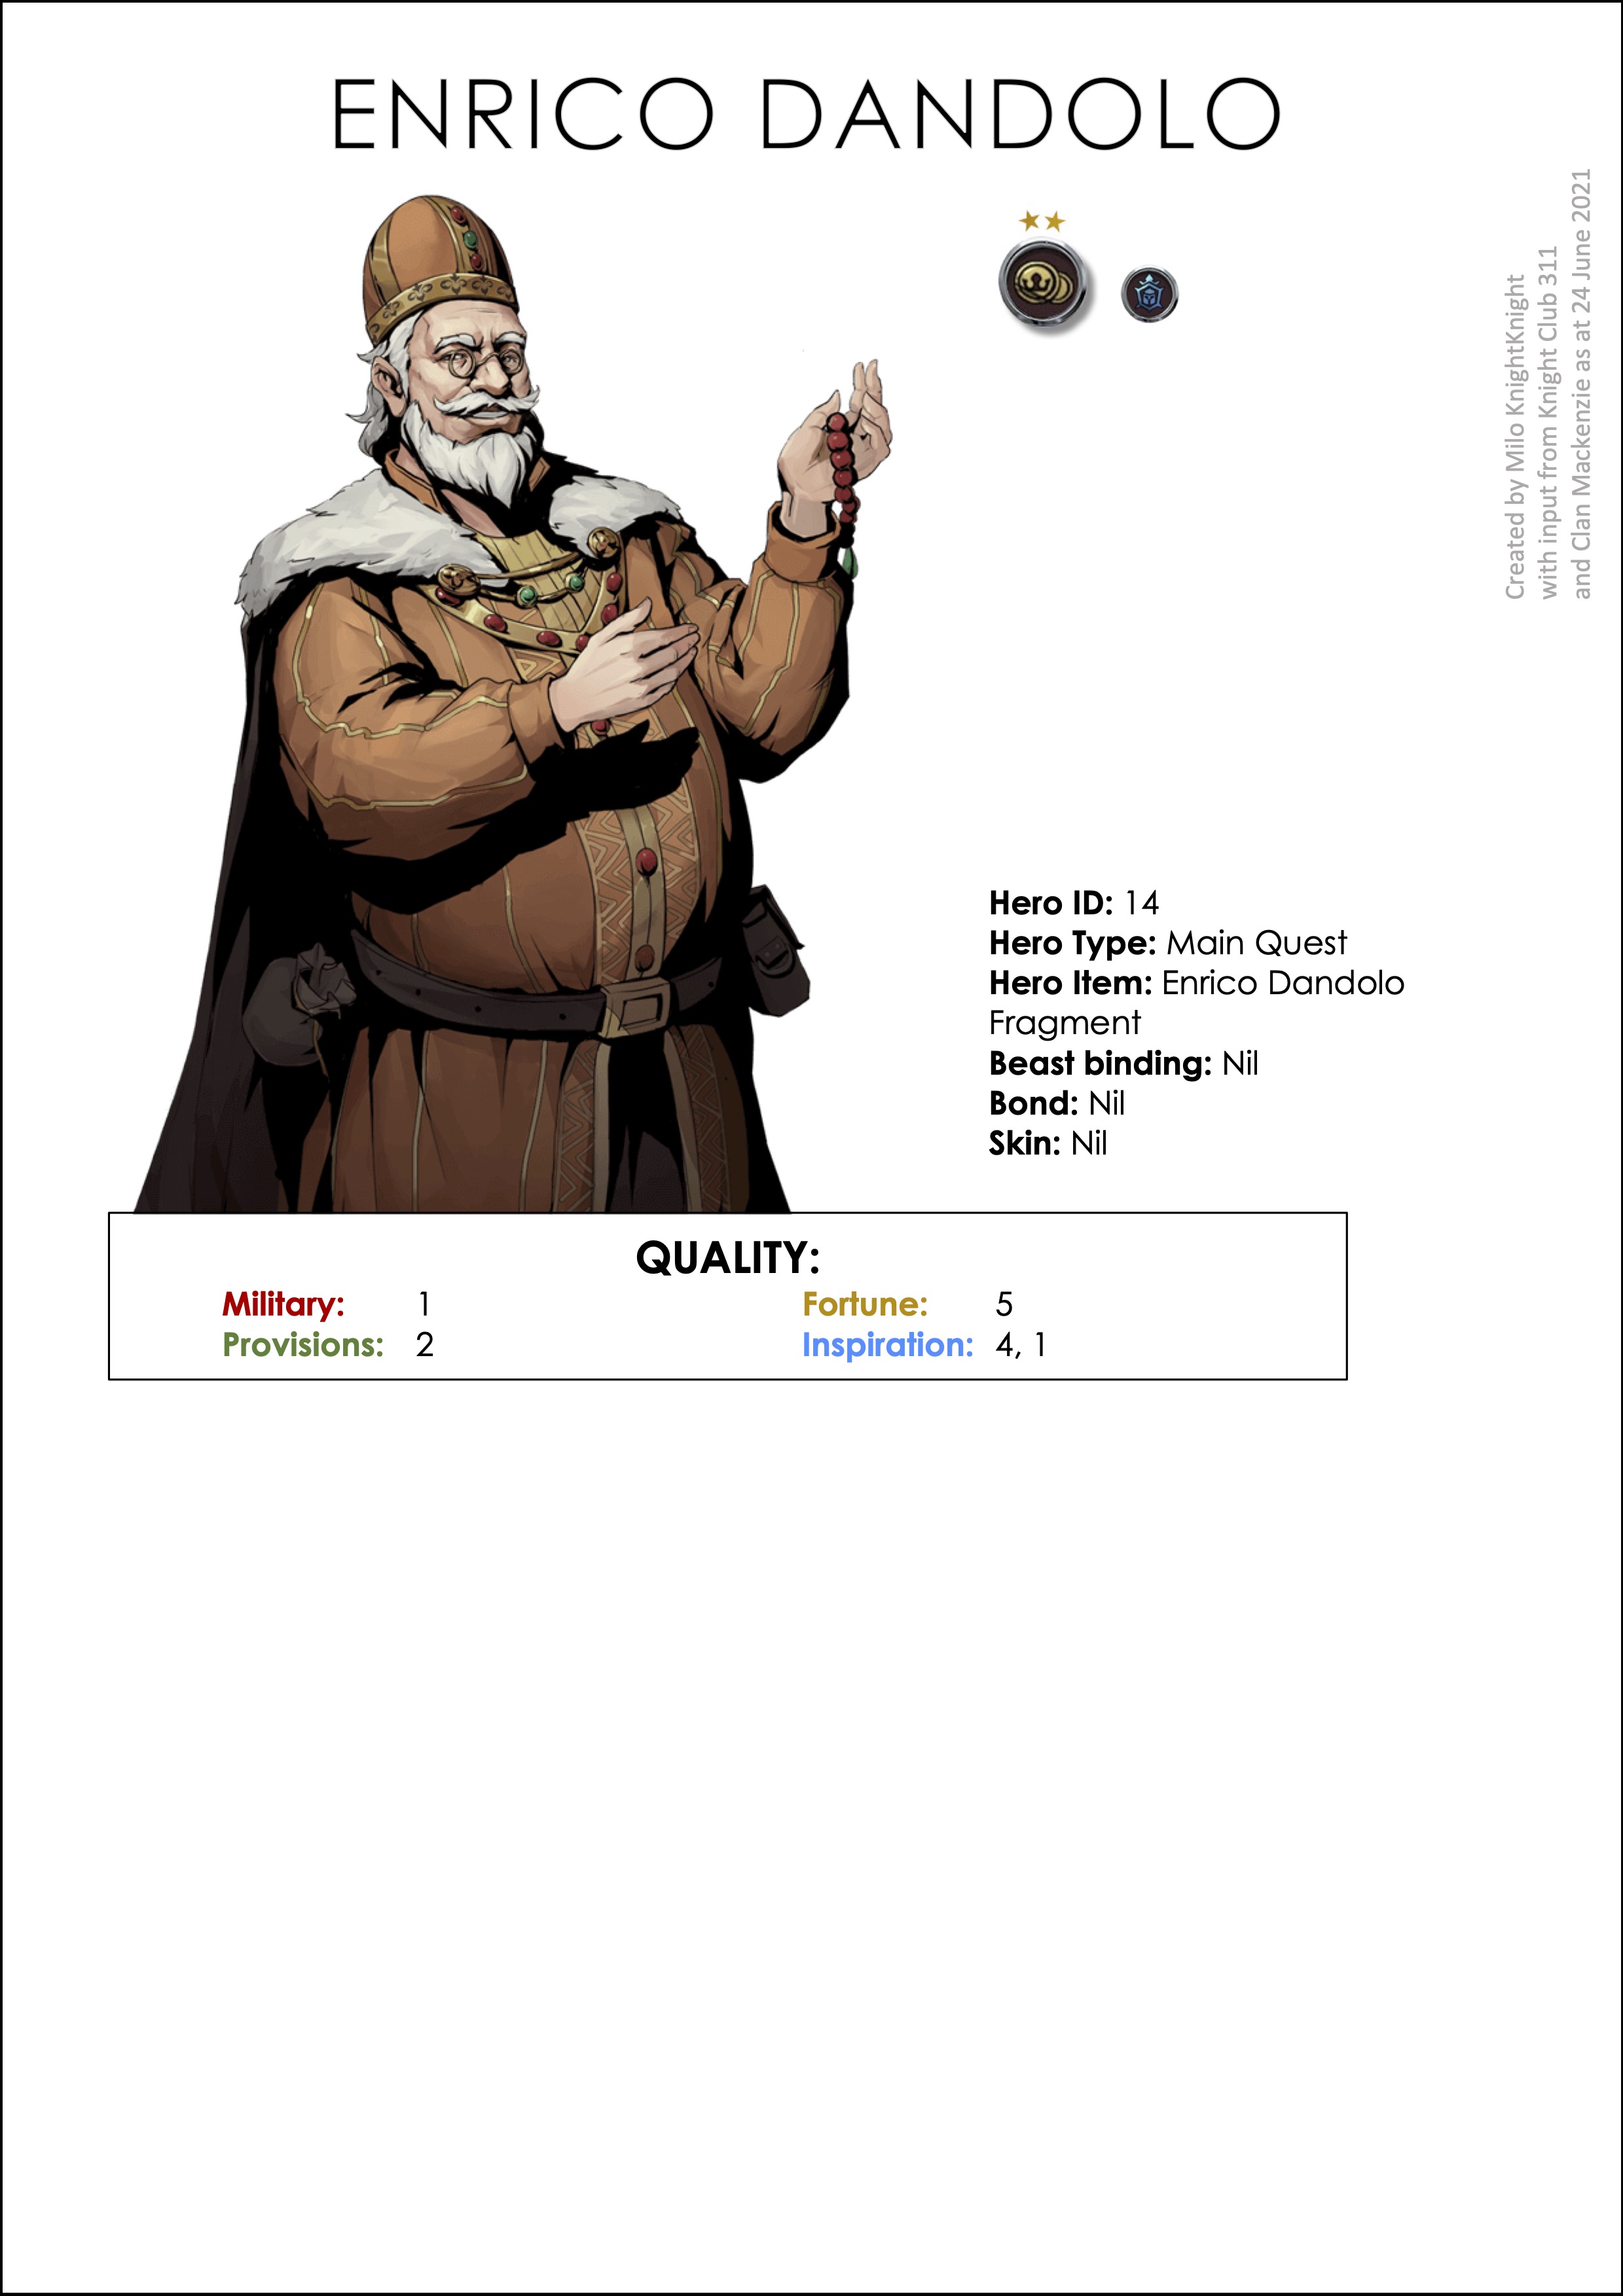 ENRICO DANDOLO
Created by Milo KnightKnight
with input from Knight Club 311
and Clan Mackenzie as at 24 June 2021
Hero ID: 14
Hero Type: Main Quest
Hero Item: Enrico Dandolo
Fragment
Beast binding: Nil
Bond: Nil
Skin: Nil
QUALITY:
Military: 1 Fortune: 5
Provisions: 2 Inspiration: 4, 1